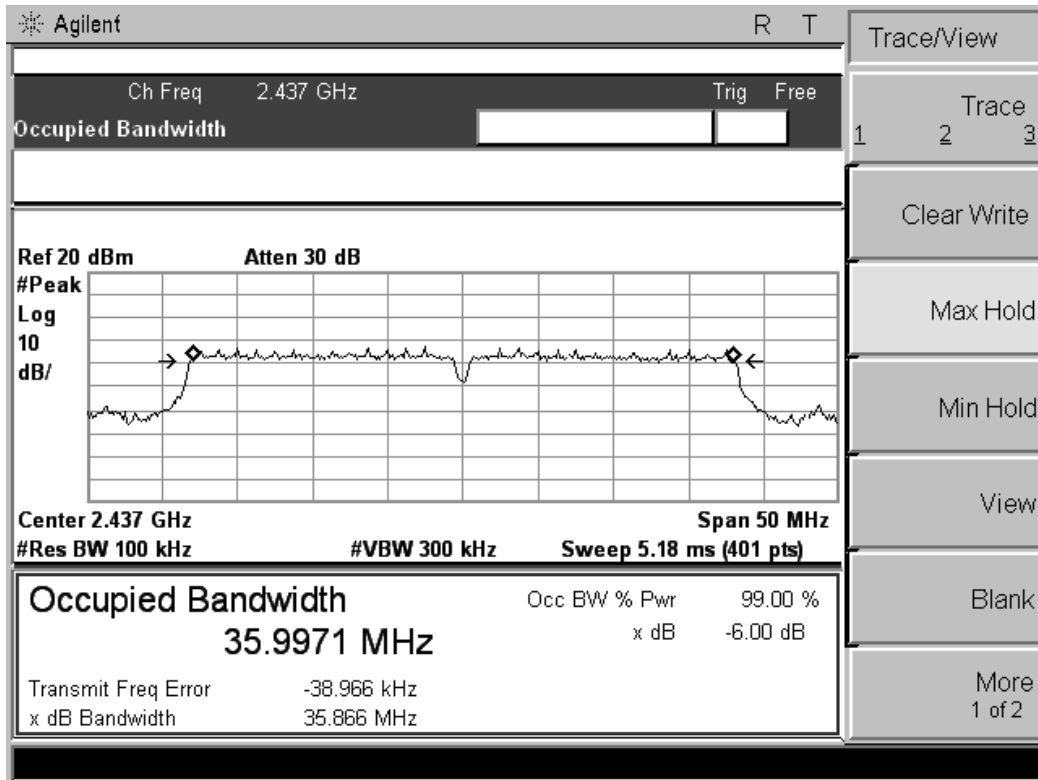 Agilent R T
Ch Freq 2.437 GHz Trig Free
Occupied Bandwidth
Ref 20 dBm Atten 30 dB
#Peak
Log
10
dB/
Center 2.437 GHz Span 50 MHz
#Res BW 100 kHz #VBW 300 kHz Sweep 5.18 ms (401 pts)
Occupied Bandwidth Occ BW % Pwr 99.00 %
35.9971 MHz x dB -6.00 dB
Transmit Freq Error -38.966 kHz
x dB Bandwidth 35.866 MHz
Trace/View
Trace
1 2 3
Clear Write
Max Hold
Min Hold
View
Blank
More
1 of 2